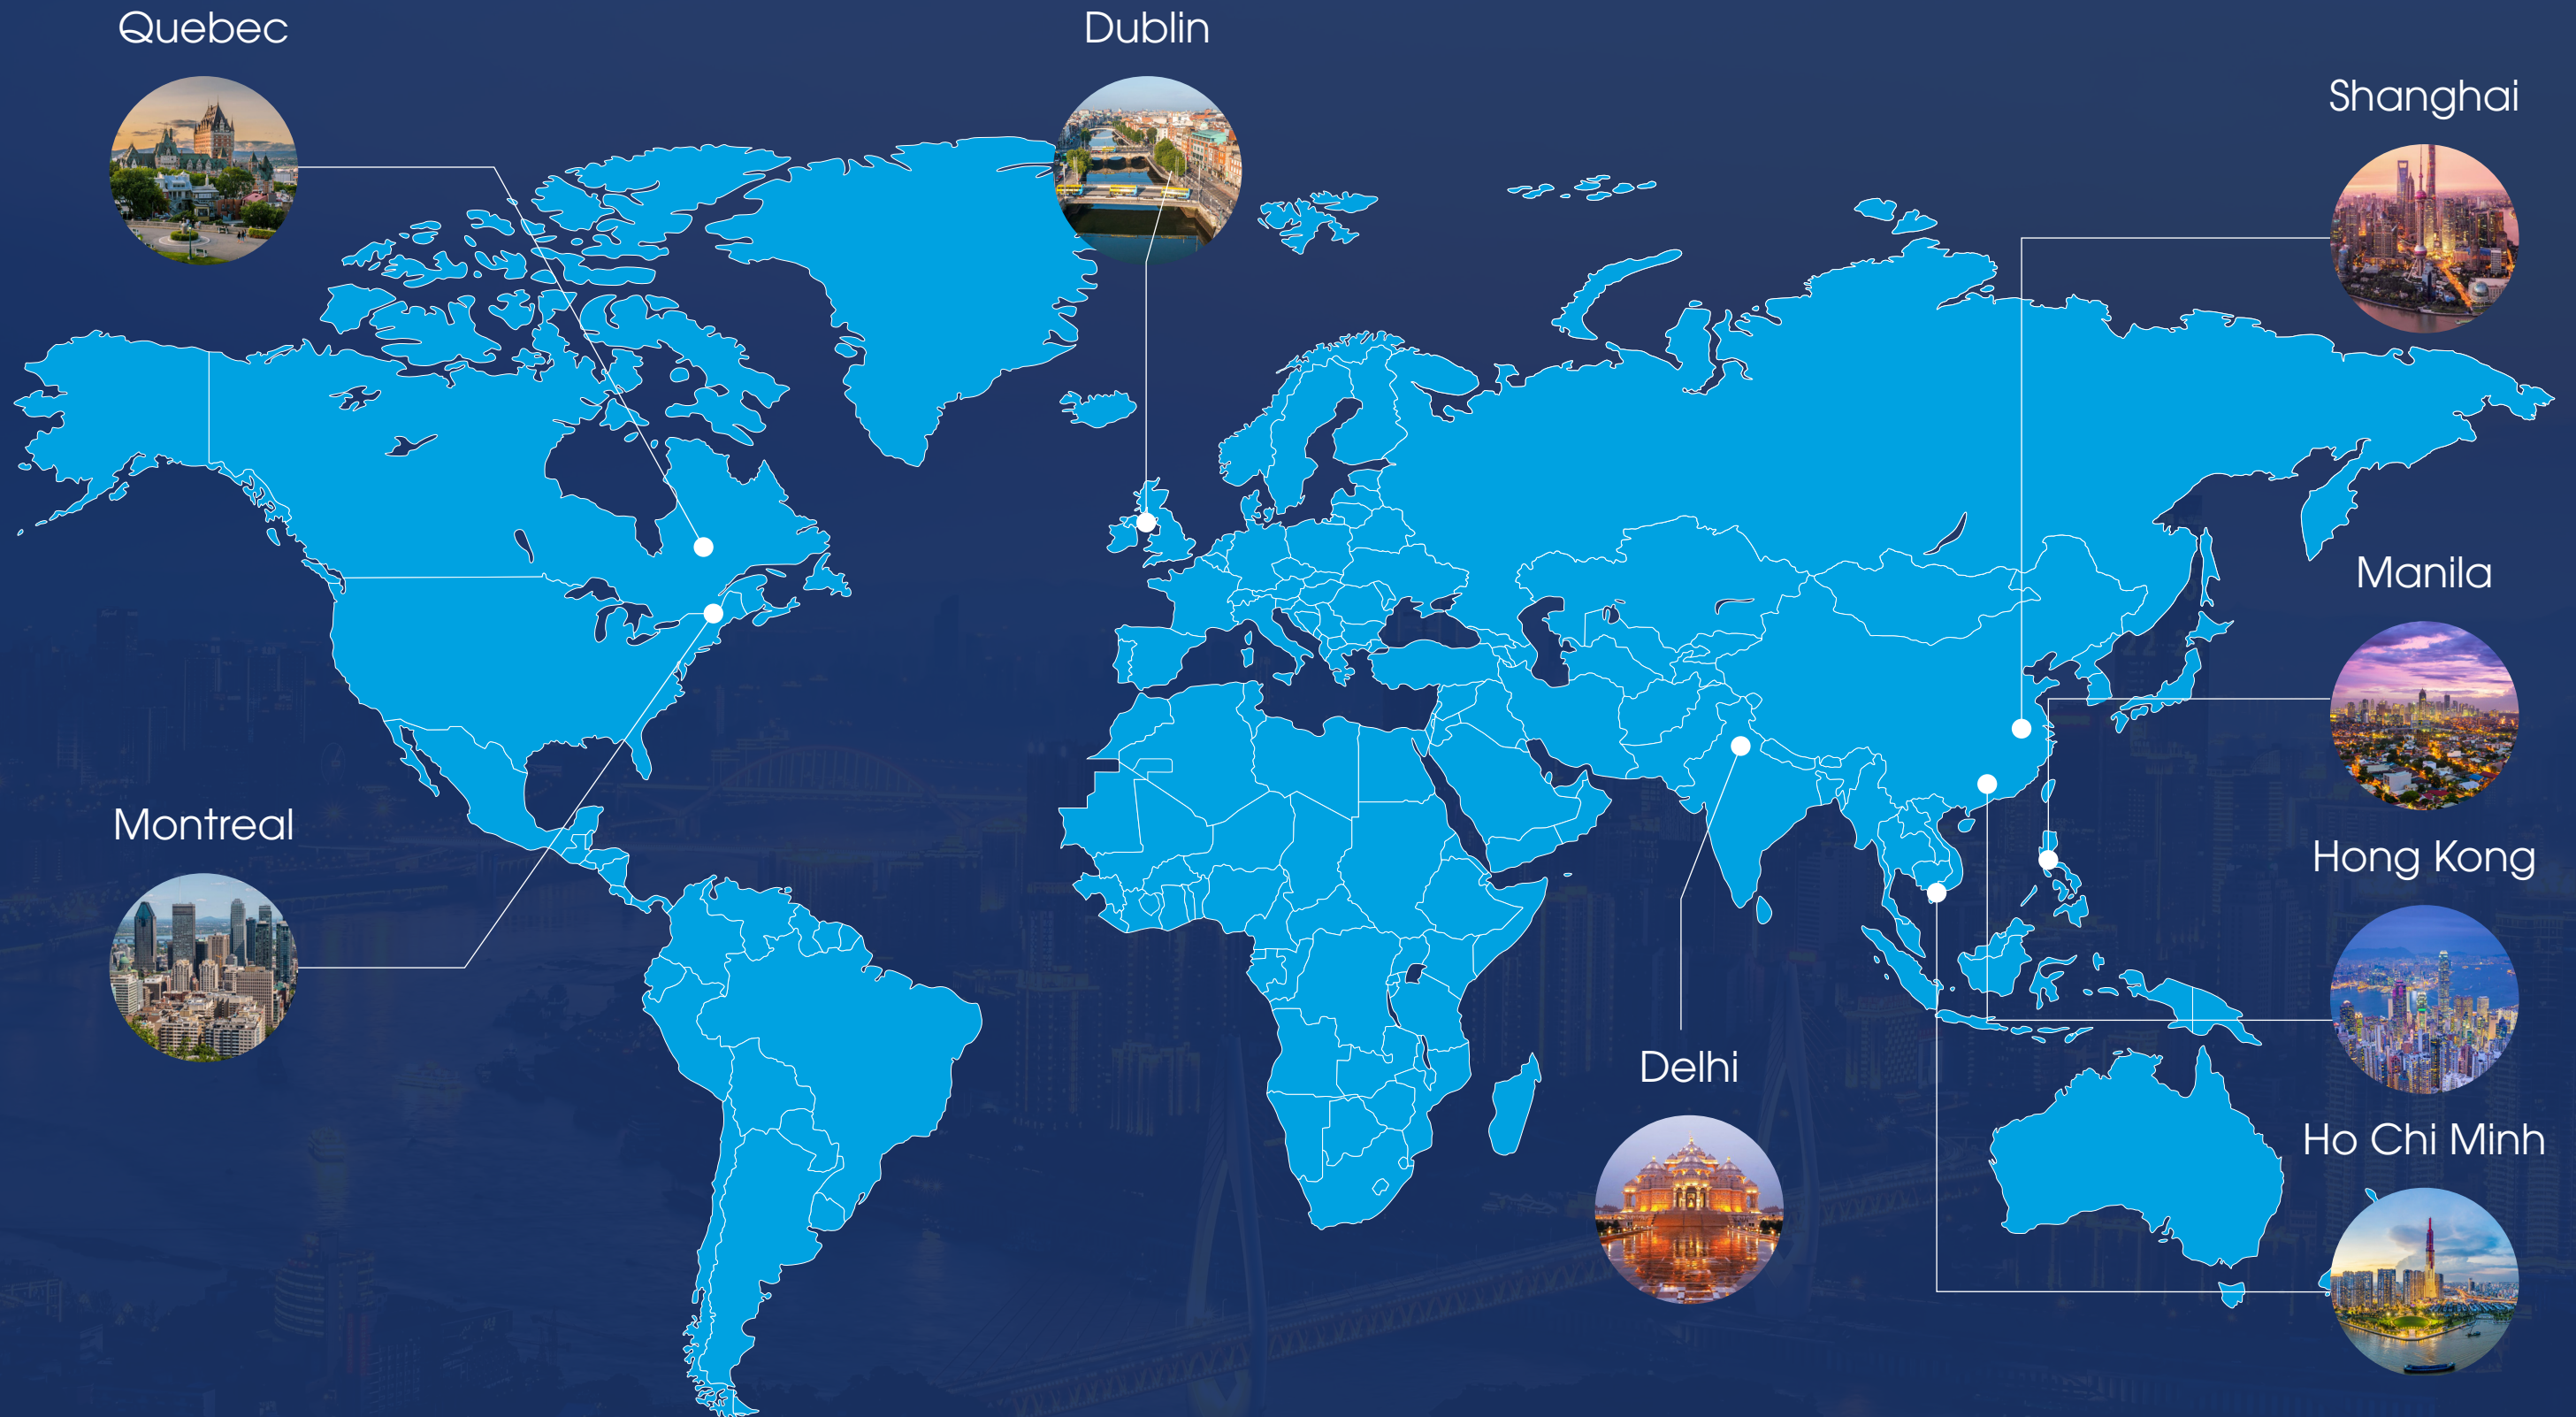 Quebec
Dublin
Shanghai
Manila
Montreal
Hong Kong
Delhi
Ho Chi Minh